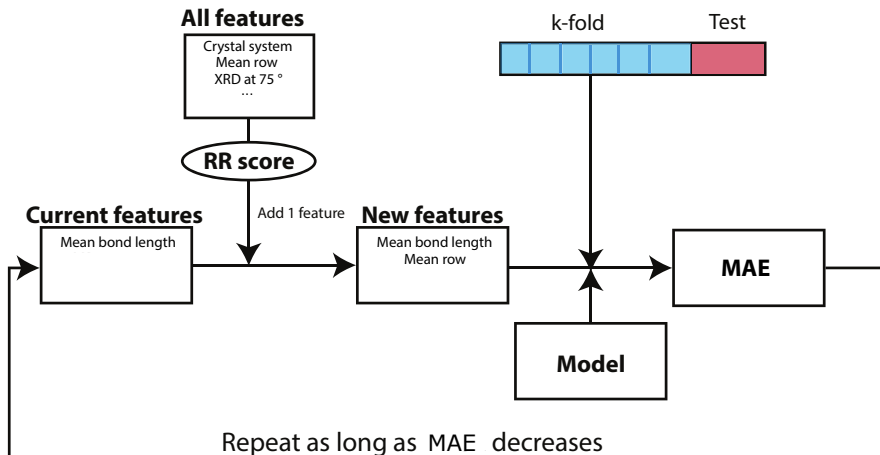 All features
Crystal system
Mean row
XRD at 75 °
...
RR score
k-fold
Test
Current features
Mean bond length
Add 1 feature
New features
Mean bond length
Mean row
MAE
Model
Repeat as long as MAE decreases